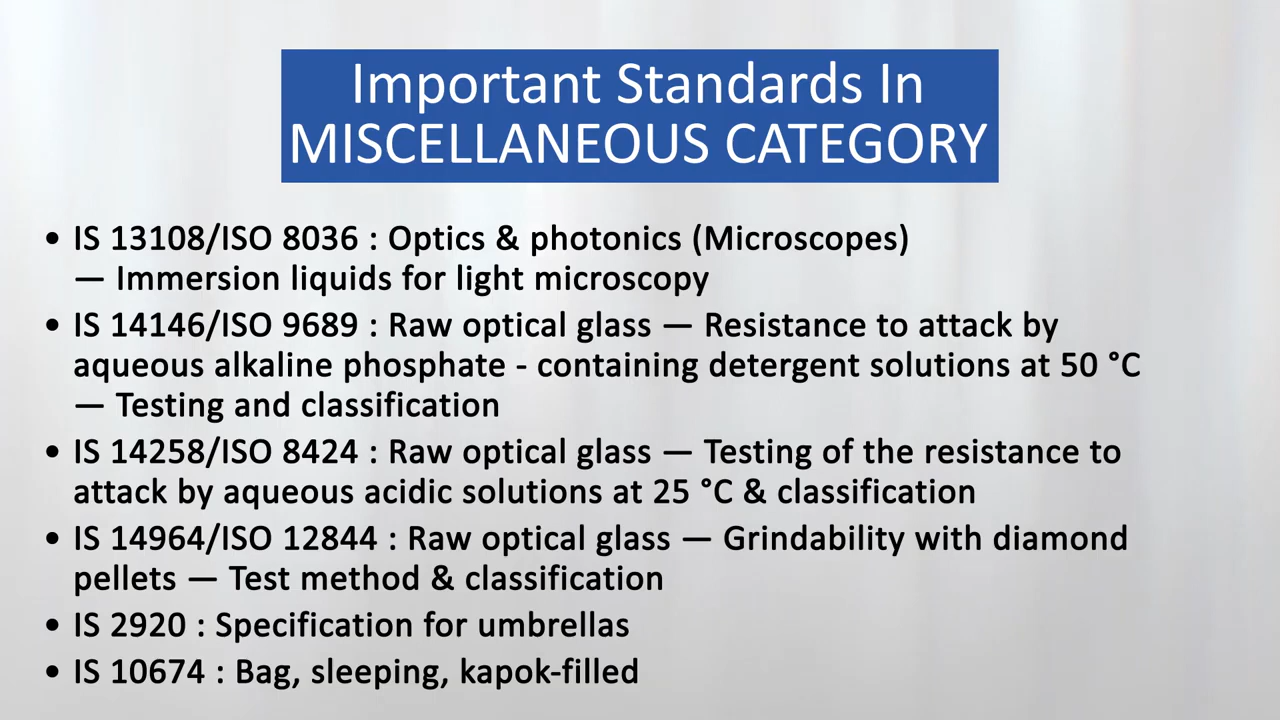 Important Standards In
MISCELLANEOUS CATEGORY
• IS 13108/ISO 8036 : Optics & photonics (Microscopes)
— Immersion liquids for light microscopy
• IS 14146/ISO 9689 : Raw optical glass — Resistance to attack by
aqueous alkaline phosphate - containing detergent solutions at 50 °C
— Testing and classification
• IS 14258/ISO 8424 : Raw optical glass — Testing of the resistance to
attack by aqueous acidic solutions at 25 °C & classification
• IS 14964/ISO 12844 : Raw optical glass — Grindability with diamond
pellets — Test method & classification
• IS 2920 : Specification for umbrellas
• IS 10674 : Bag, sleeping, kapok-filled